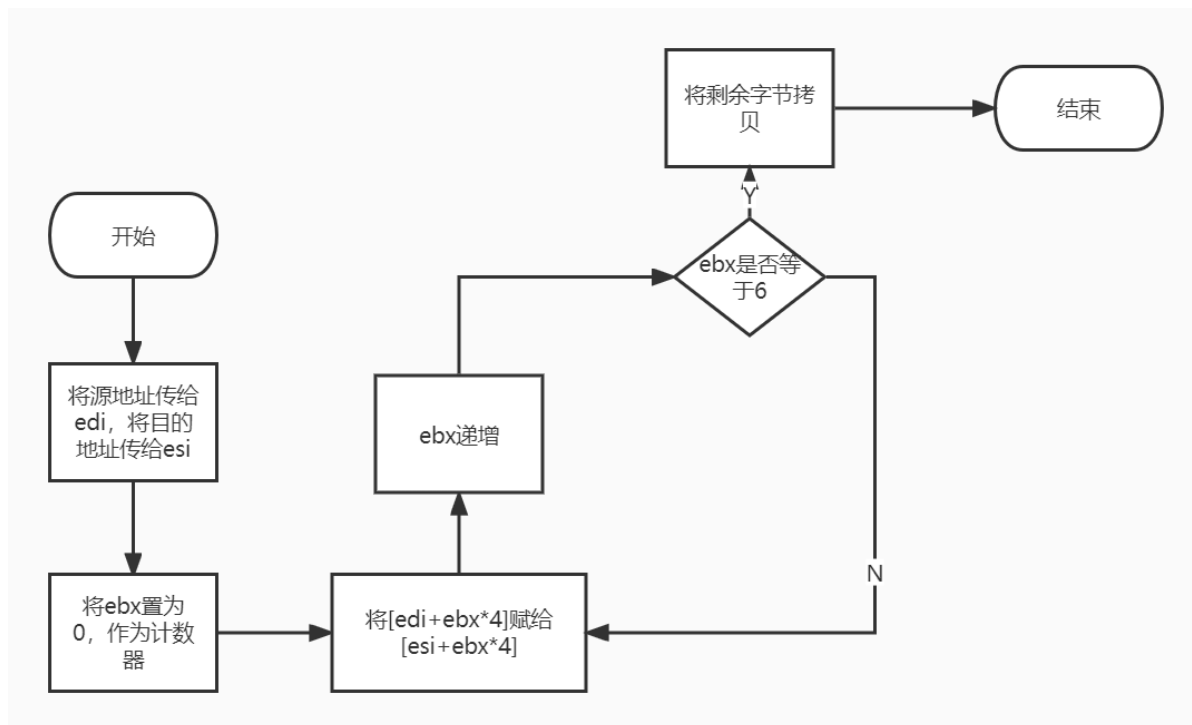 开始
将源地址传给
edi，将目的
地址传给esi
将ebx置为
0，作为计数
器
将[edi+ebx*4]赋给
[esi+ebx*4]
ebx递增
ebx是否等
于6
Y
N
将剩余字节拷
贝
结束